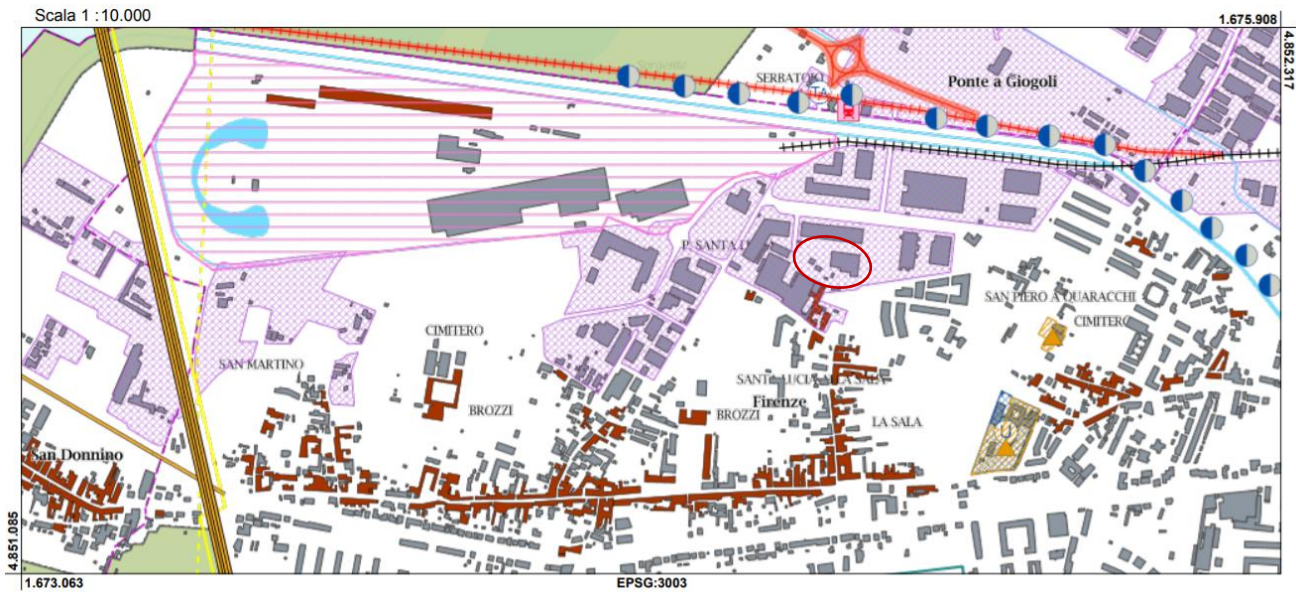 Scala 1 :10.000
1.675.908
4.852.317
SERBATOIO
TA
Ponte a Giogoli
P. SANTA
SAN PIERO A QUARACCHI
CIMITERO
CIMITERO
SAN MARTINO
SANTA LUCIA ALLA SALA
Firenze
BROZZI
BROZZI
LA SALA
U
San Donnino
4.851.085
1.673.063
EPSG:3003